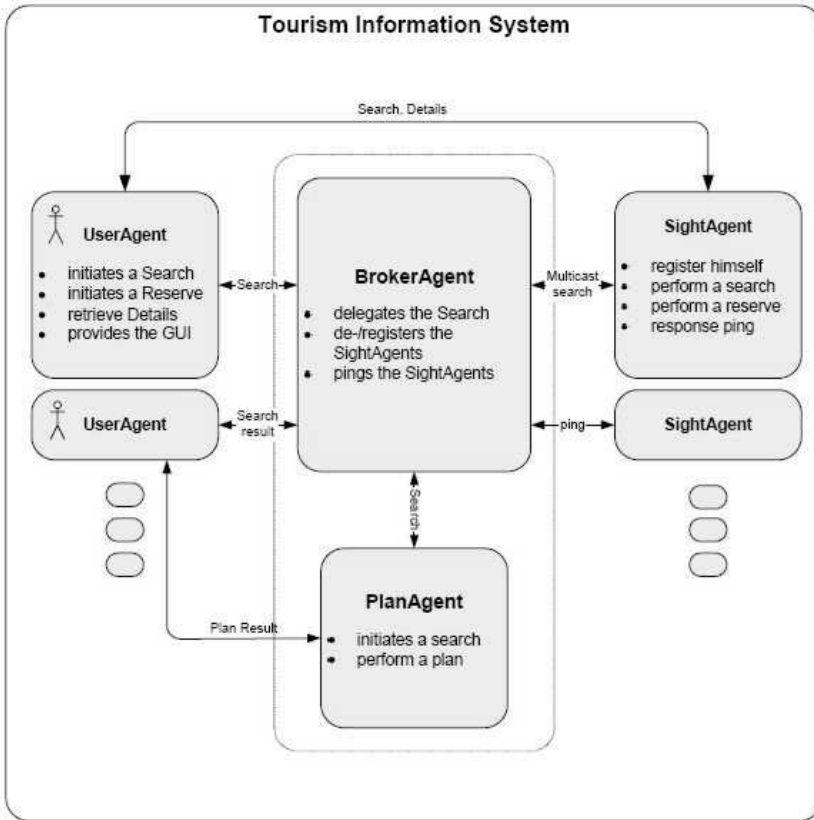 Tourism Information System
Search, Details
UserAgent
initiates a Search
initiates a Reserve
retrieve Details
provides the GUI
Search
BrokerAgent
delegates the Search
de-/registers the
SightAgents
pings the SightAgents
Multicast
search
SightAgent
register himself
perform a search
perform a reserve
response ping
UserAgent
Search
result
ping
SightAgent
Search
Plan Result
PlanAgent
initiates a search
perform a plan